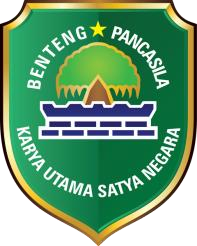 BENTENG ★ PANCASILA
KARYA UTAMA SATYA NEGARA